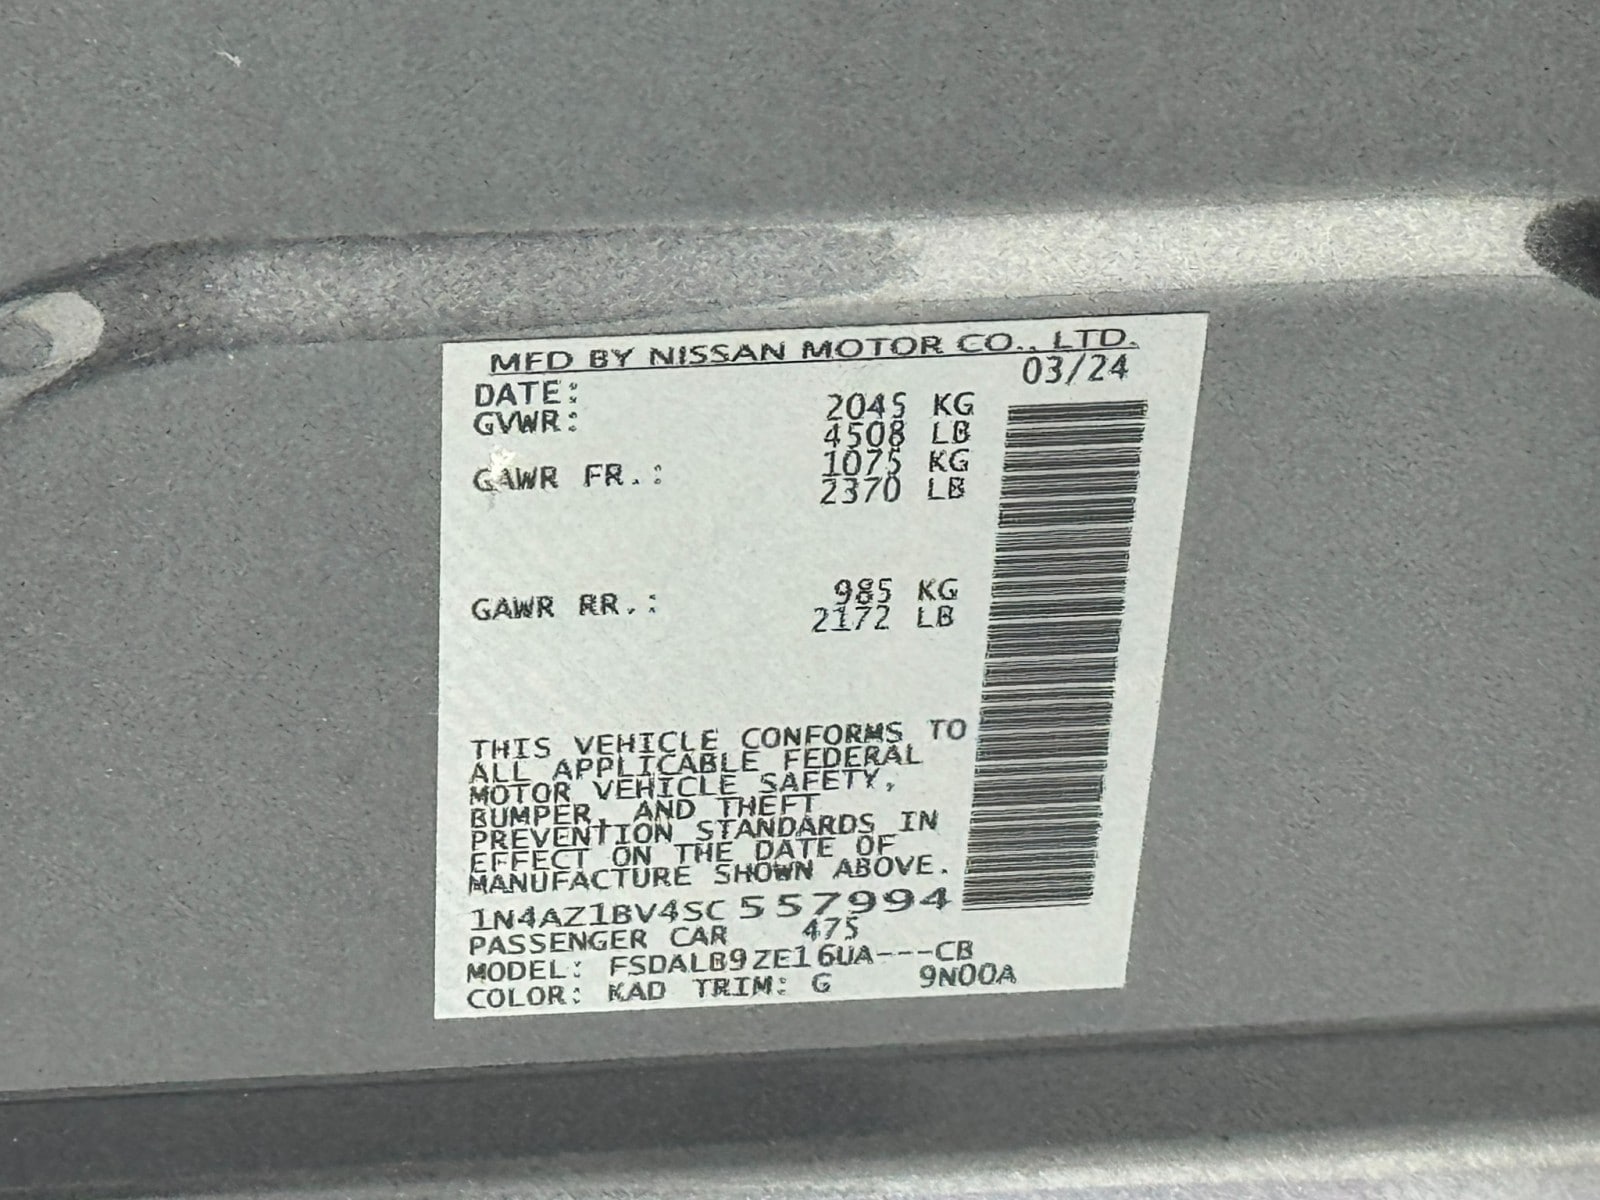 MFD BY NISSAN MOTOR CO., LTD.
DATE: 03/24
GVWR: 2045 KG
4508 LB
GAWR FR.: 1075 KG
2370 LB
GAWR RR.: 985 KG
2172 LB
THIS VEHICLE CONFORMS TO
ALL APPLICABLE FEDERAL
MOTOR VEHICLE SAFETY,
BUMPER, AND THEFT
PREVENTION STANDARDS IN
EFFECT ON THE DATE OF
MANUFACTURE SHOWN ABOVE.
1N4AZ1BV4SC557994
PASSENGER CAR 475
MODEL: FSDALB9ZE16UA---CB
COLOR: KAD TRIM: G 9N00A